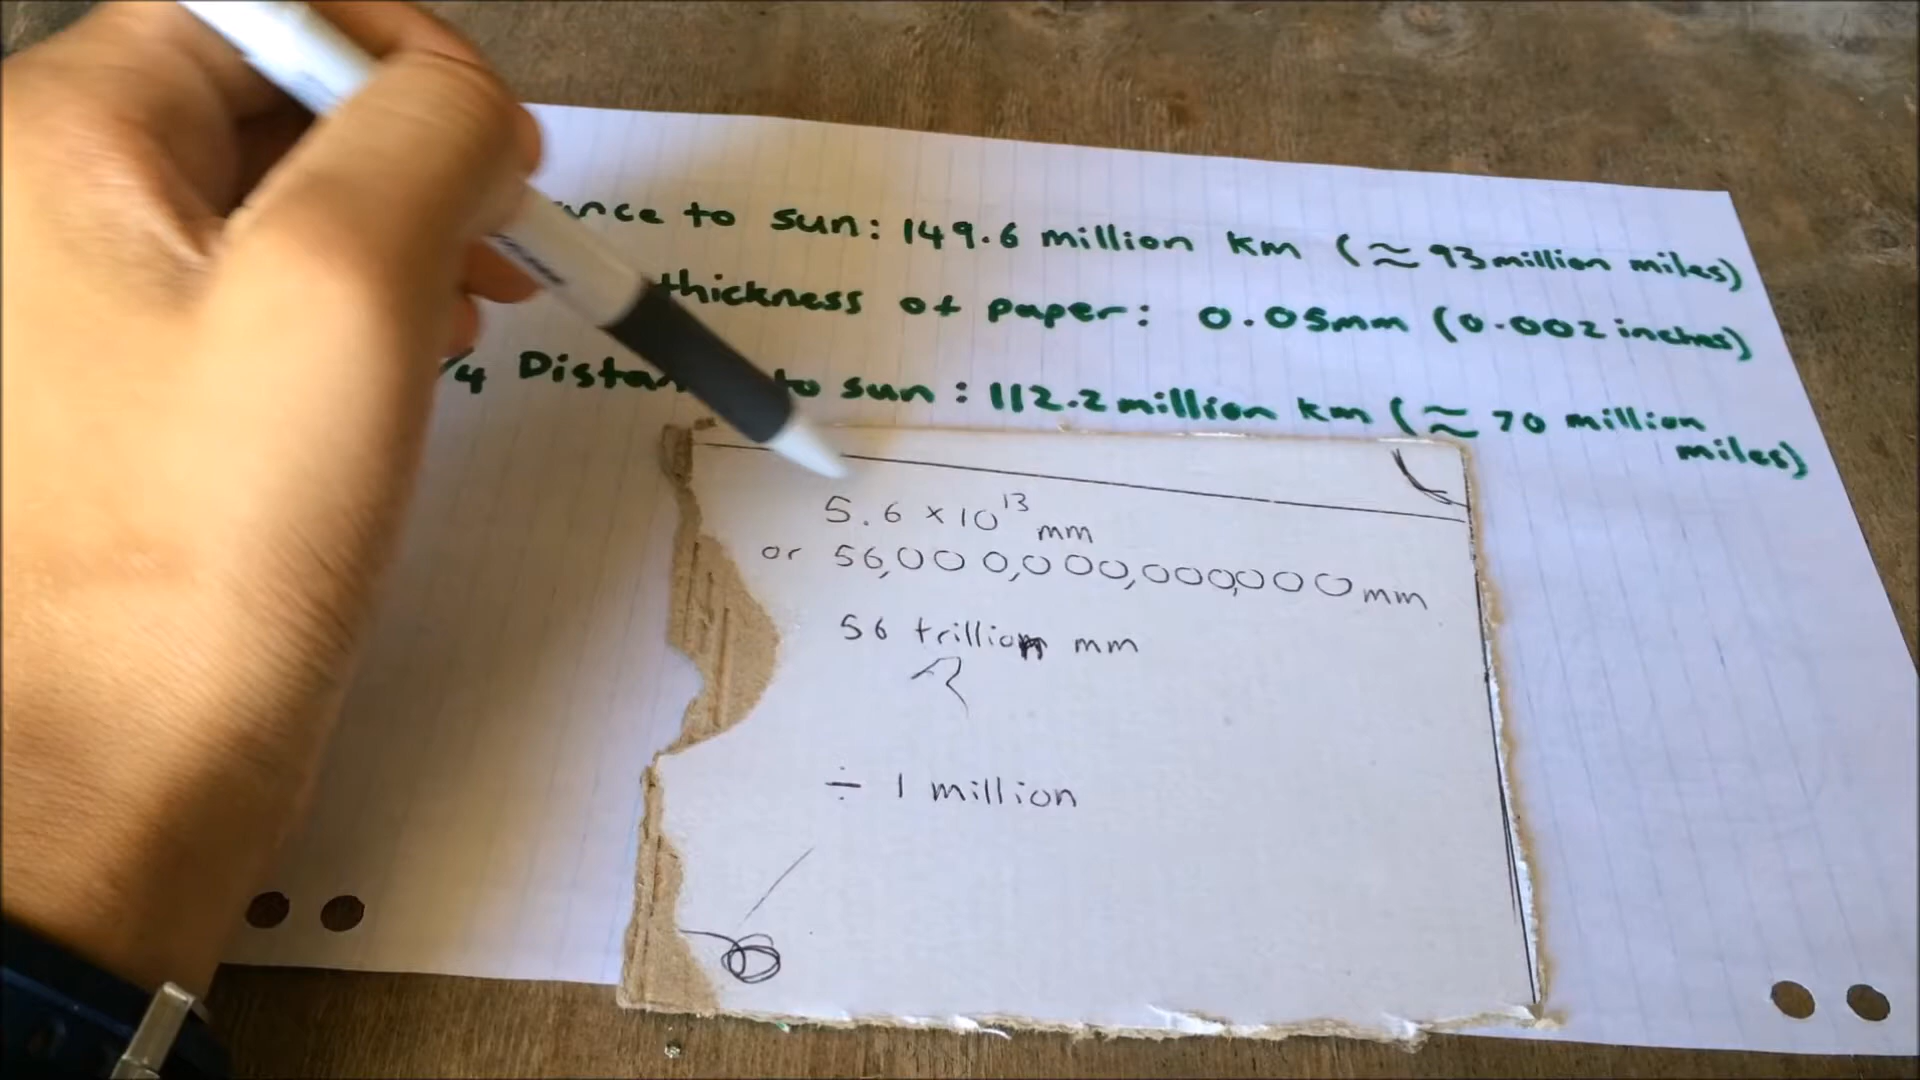 to sun: 149.6 million km (≈ 93 million miles)
thickness of paper: 0.05mm (0.002 inches)
/4 to sun: 112.2 million km (≈ 70 million
miles)
5.6 × 10¹³ mm
or 56,000,000,000,000 mm
56 trillion mm
÷ 1 million